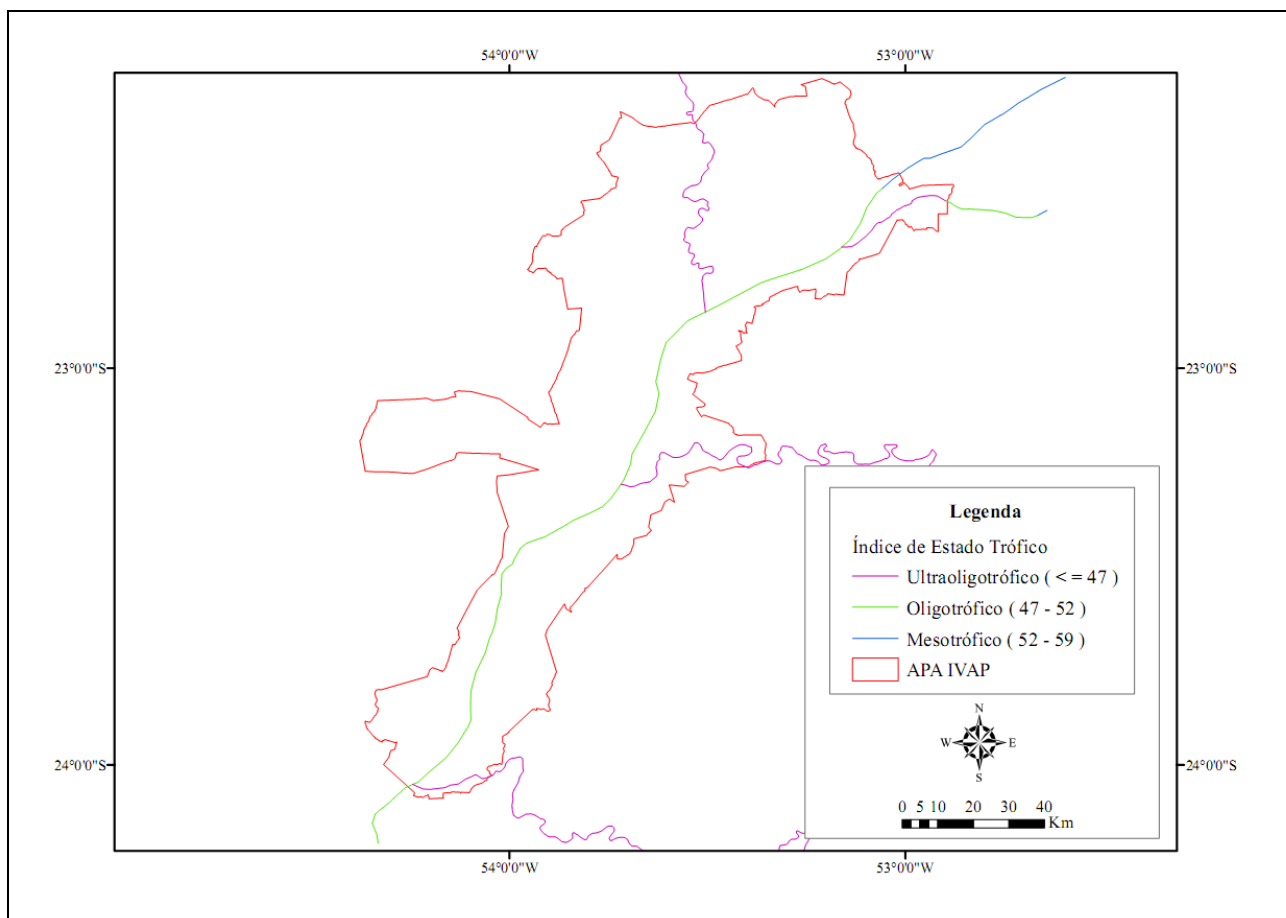 54°0'0"W
53°0'0"W
23°0'0"S
23°0'0"S
Legenda
Índice de Estado Trófico
Ultraoligotrófico ( < = 47 )
Oligotrófico ( 47 - 52 )
Mesotrófico ( 52 - 59 )
APA IVAP
N
W
E
S
24°0'0"S
24°0'0"S
0 5 10 20 30 40
Km
54°0'0"W
53°0'0"W